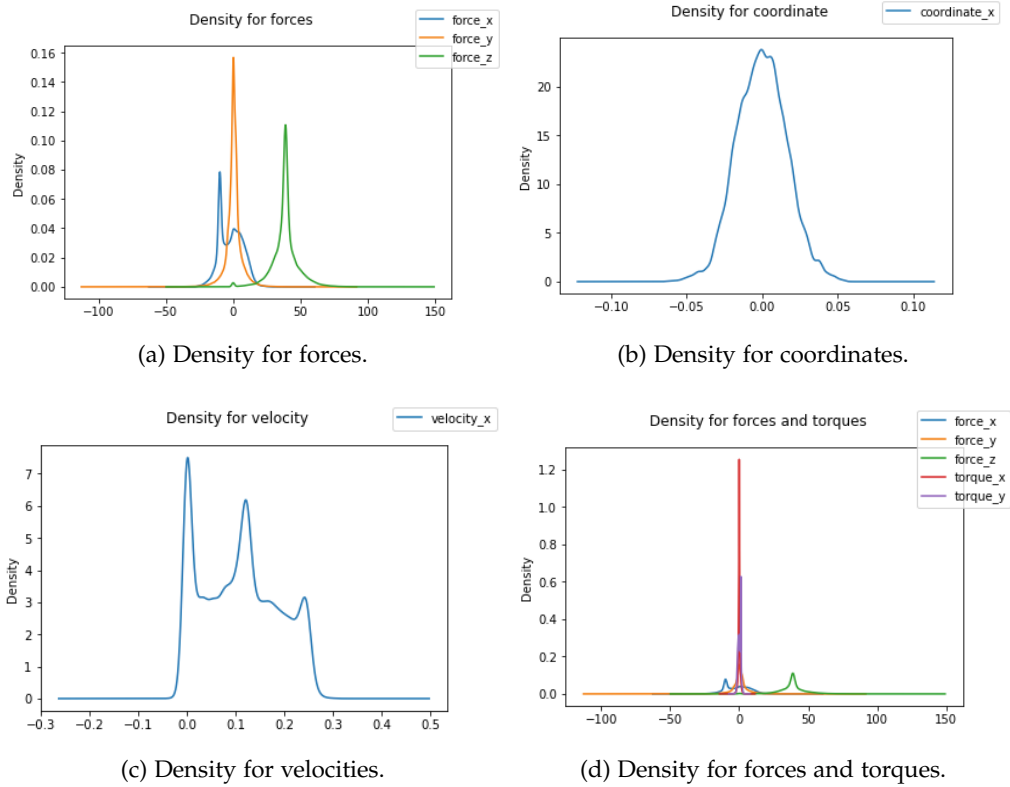 Density for forces
force_x
force_y
force_z
0.16
0.14
0.12
0.10
0.08
0.06
0.04
0.02
0.00
Density
−100
−50
0
50
100
150
(a) Density for forces.
Density for coordinate
coordinate_x
20
15
10
5
0
Density
−0.10
−0.05
0.00
0.05
0.10
(b) Density for coordinates.
Density for velocity
velocity_x
7
6
5
4
3
2
1
0
Density
−0.3
−0.2
−0.1
0.0
0.1
0.2
0.3
0.4
0.5
(c) Density for velocities.
Density for forces and torques
force_x
force_y
force_z
torque_x
torque_y
1.2
1.0
0.8
0.6
0.4
0.2
0.0
Density
−100
−50
0
50
100
150
(d) Density for forces and torques.